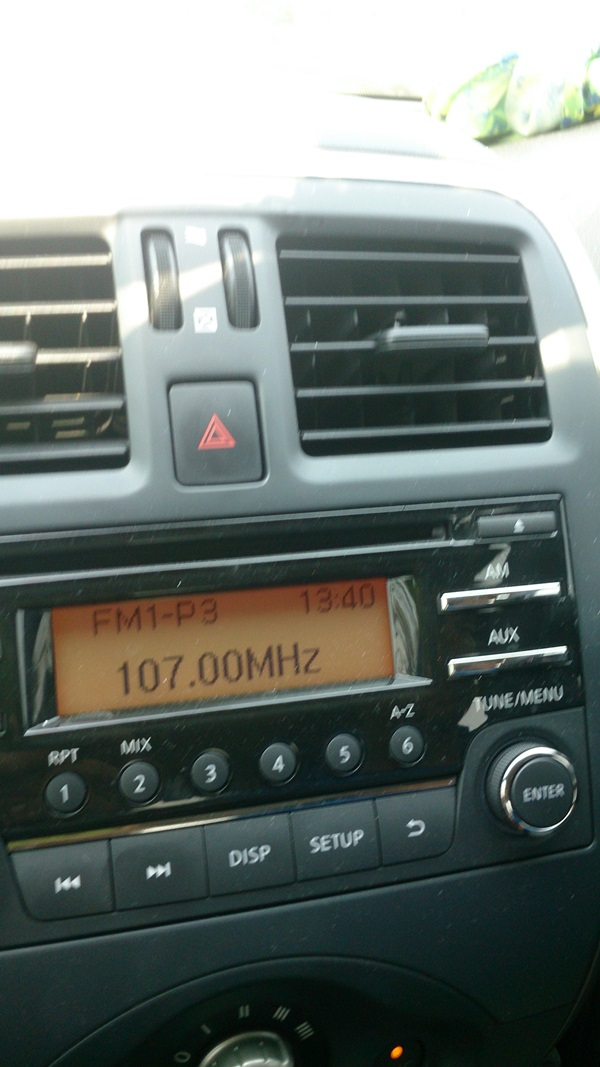 AM
FM1-P3 13:40
107.00MHz
AUX
TUNE/MENU
RPT MIX A-Z
1 2 3 4 5 6
ENTER
DISP SETUP